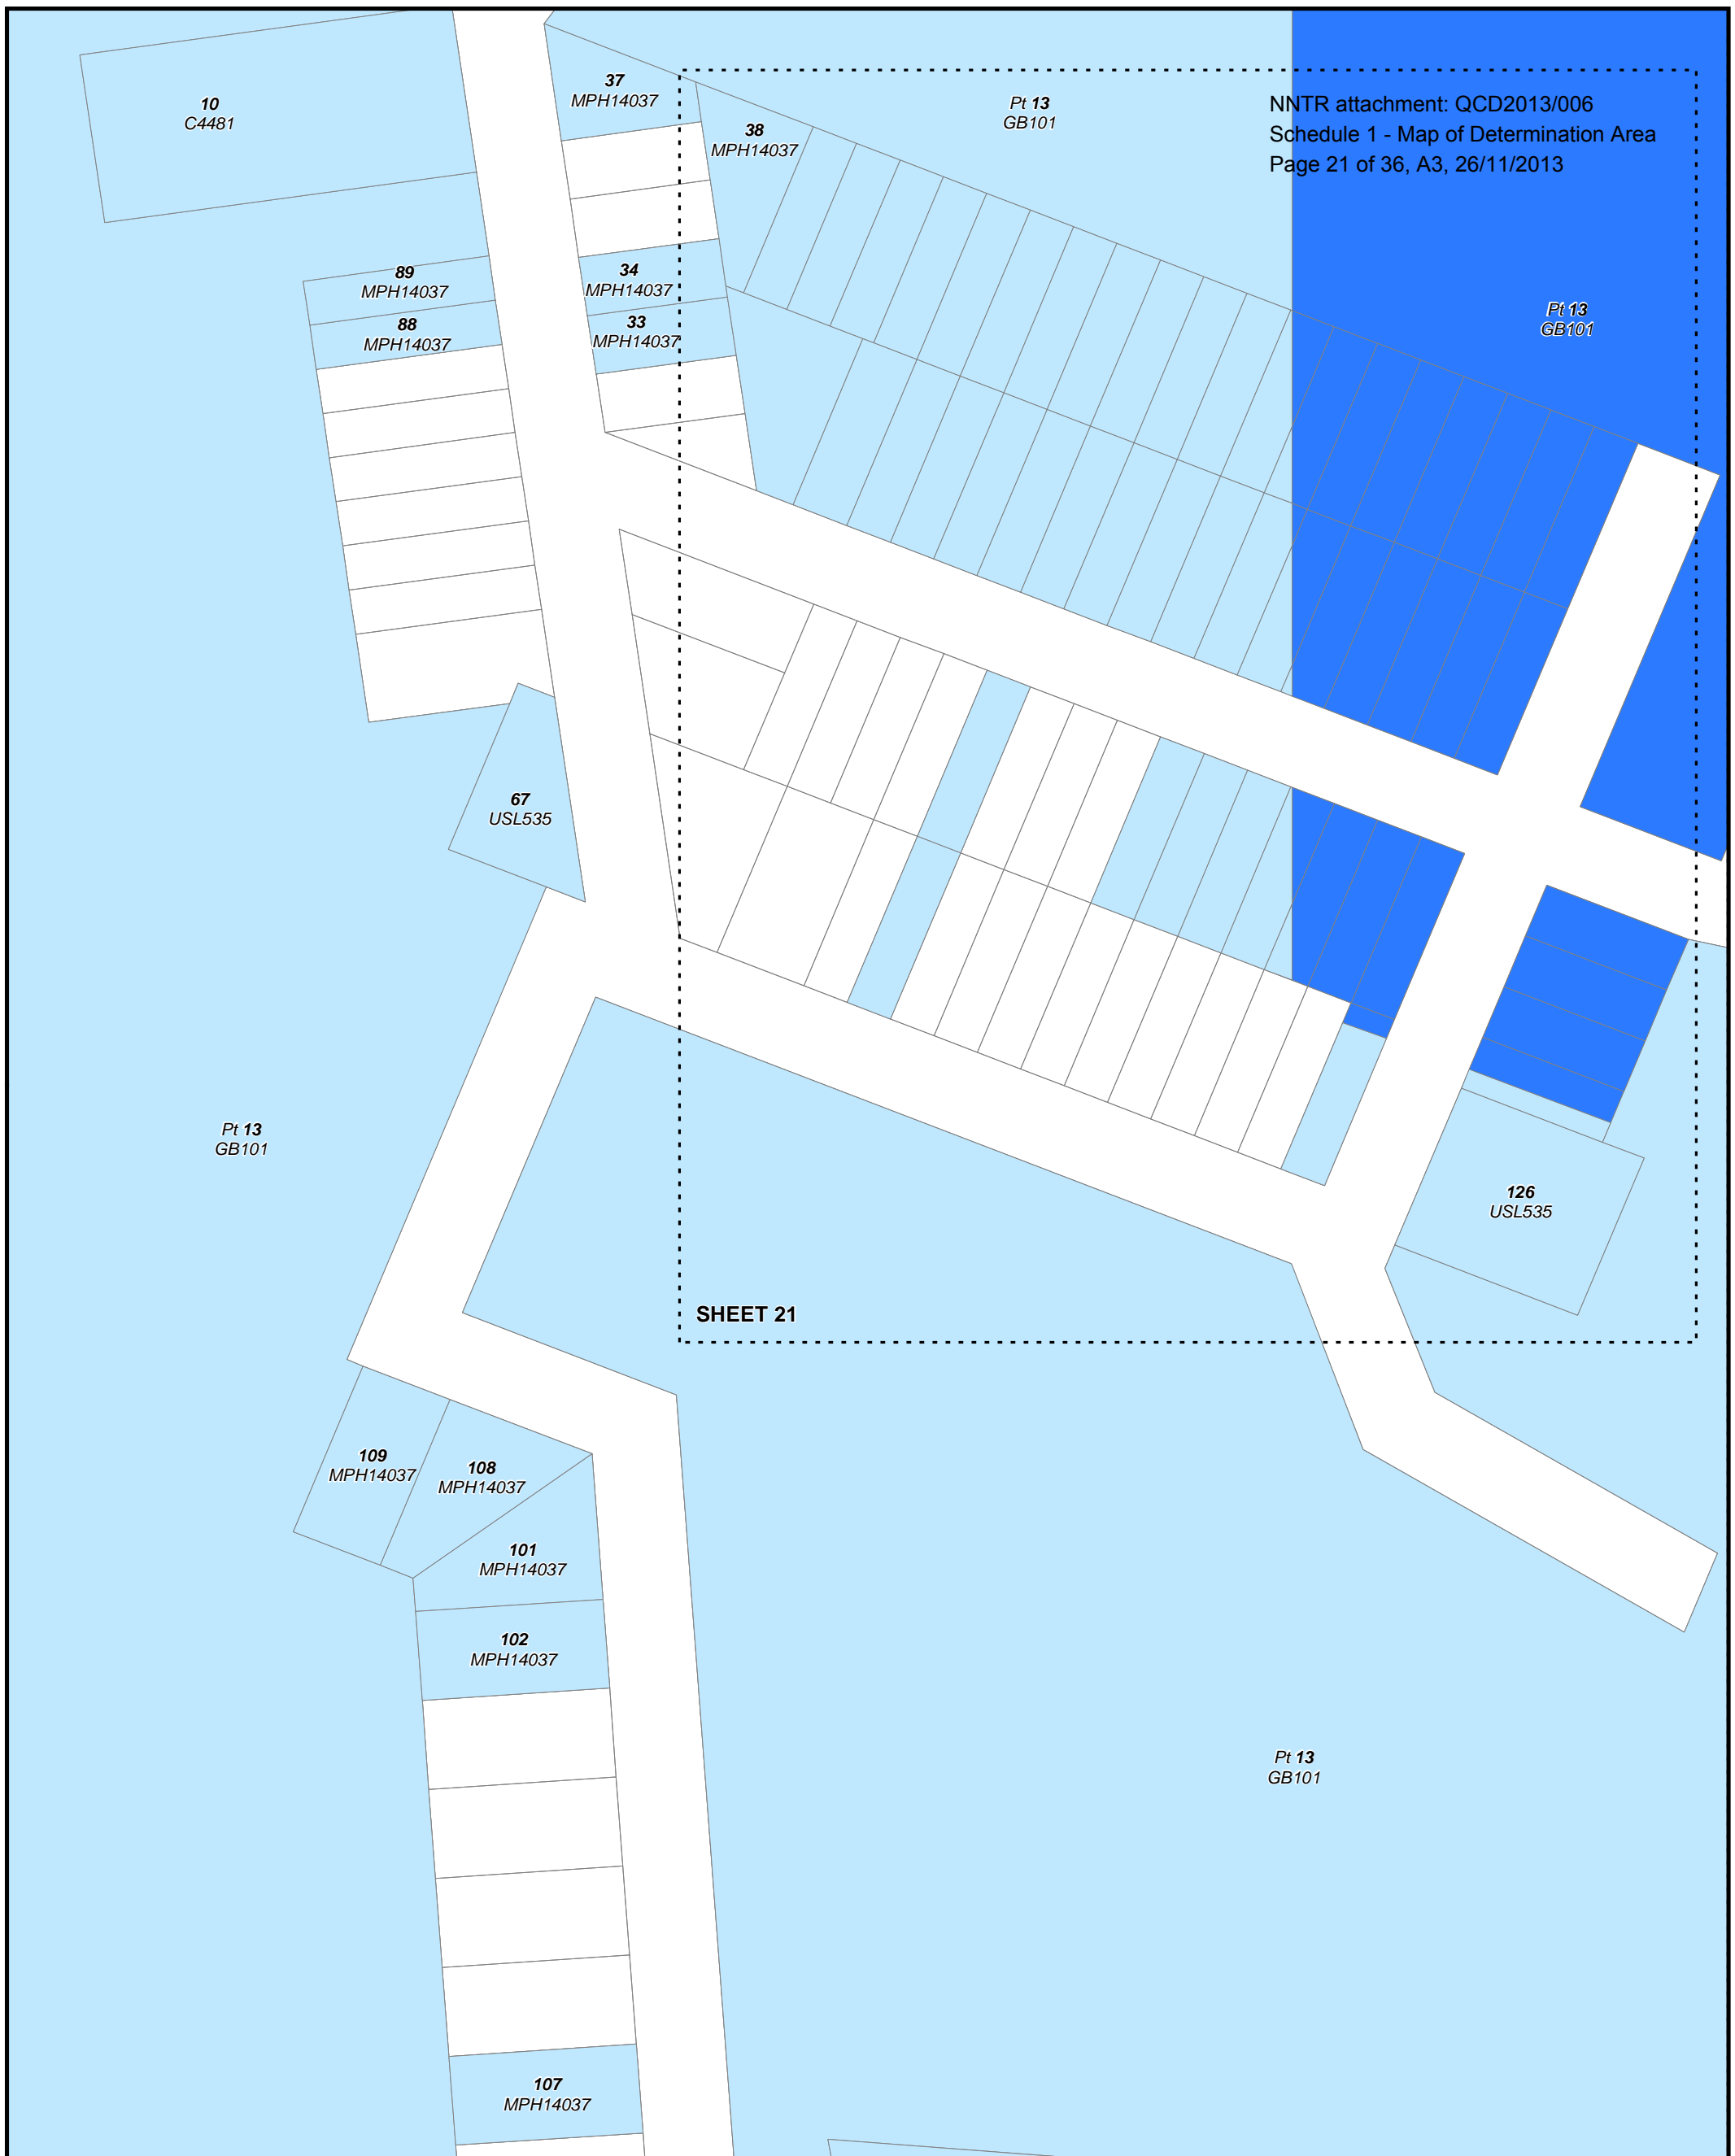 10
C4481
37
MPH14037
38
MPH14037
Pt 13
GB101
NNTR attachment: QCD2013/006
Schedule 1 - Map of Determination Area
Page 21 of 36, A3, 26/11/2013
89
MPH14037
88
MPH14037
34
MPH14037
33
MPH14037
Pt 13
GB101
67
USL535
Pt 13
GB101
126
USL535
SHEET 21
109
MPH14037
108
MPH14037
101
MPH14037
102
MPH14037
Pt 13
GB101
107
MPH14037